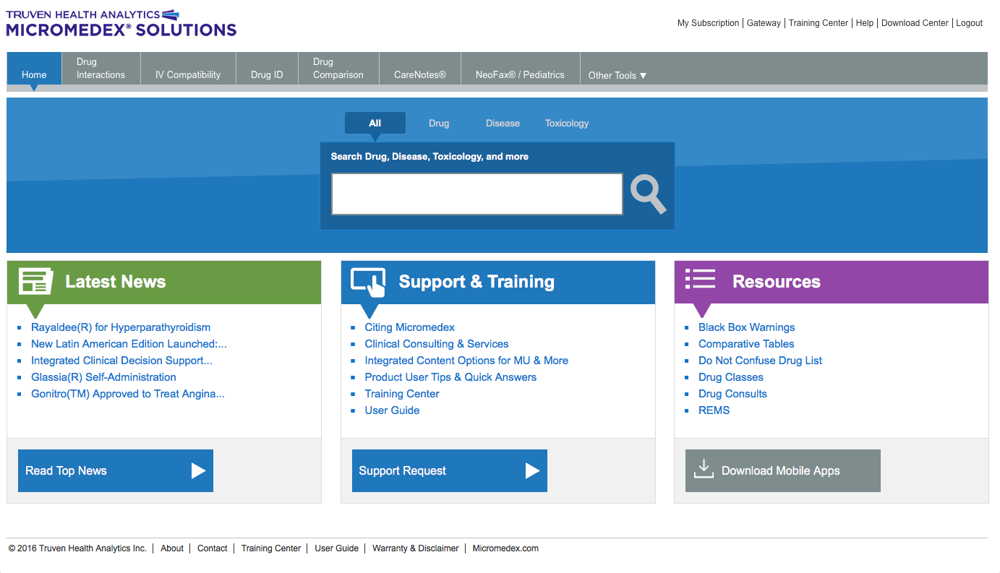 TRUVEN HEALTH ANALYTICS
MICROMEDEX® SOLUTIONS
My Subscription | Gateway | Training Center | Help | Download Center | Logout
Home
Drug
Interactions
IV Compatibility
Drug ID
Drug
Comparison
CareNotes®
NeoFax® / Pediatrics
Other Tools
All
Drug
Disease
Toxicology
Search Drug, Disease, Toxicology, and more
Latest News
Rayaldee(R) for Hyperparathyroidism
New Latin American Edition Launched:...
Integrated Clinical Decision Support...
Glassia(R) Self-Administration
Gonitro(TM) Approved to Treat Angina...
Read Top News
Support & Training
Citing Micromedex
Clinical Consulting & Services
Integrated Content Options for MU & More
Product User Tips & Quick Answers
Training Center
User Guide
Support Request
Resources
Black Box Warnings
Comparative Tables
Do Not Confuse Drug List
Drug Classes
Drug Consults
REMS
Download Mobile Apps
© 2016 Truven Health Analytics Inc. | About | Contact | Training Center | User Guide | Warranty & Disclaimer | Micromedex.com